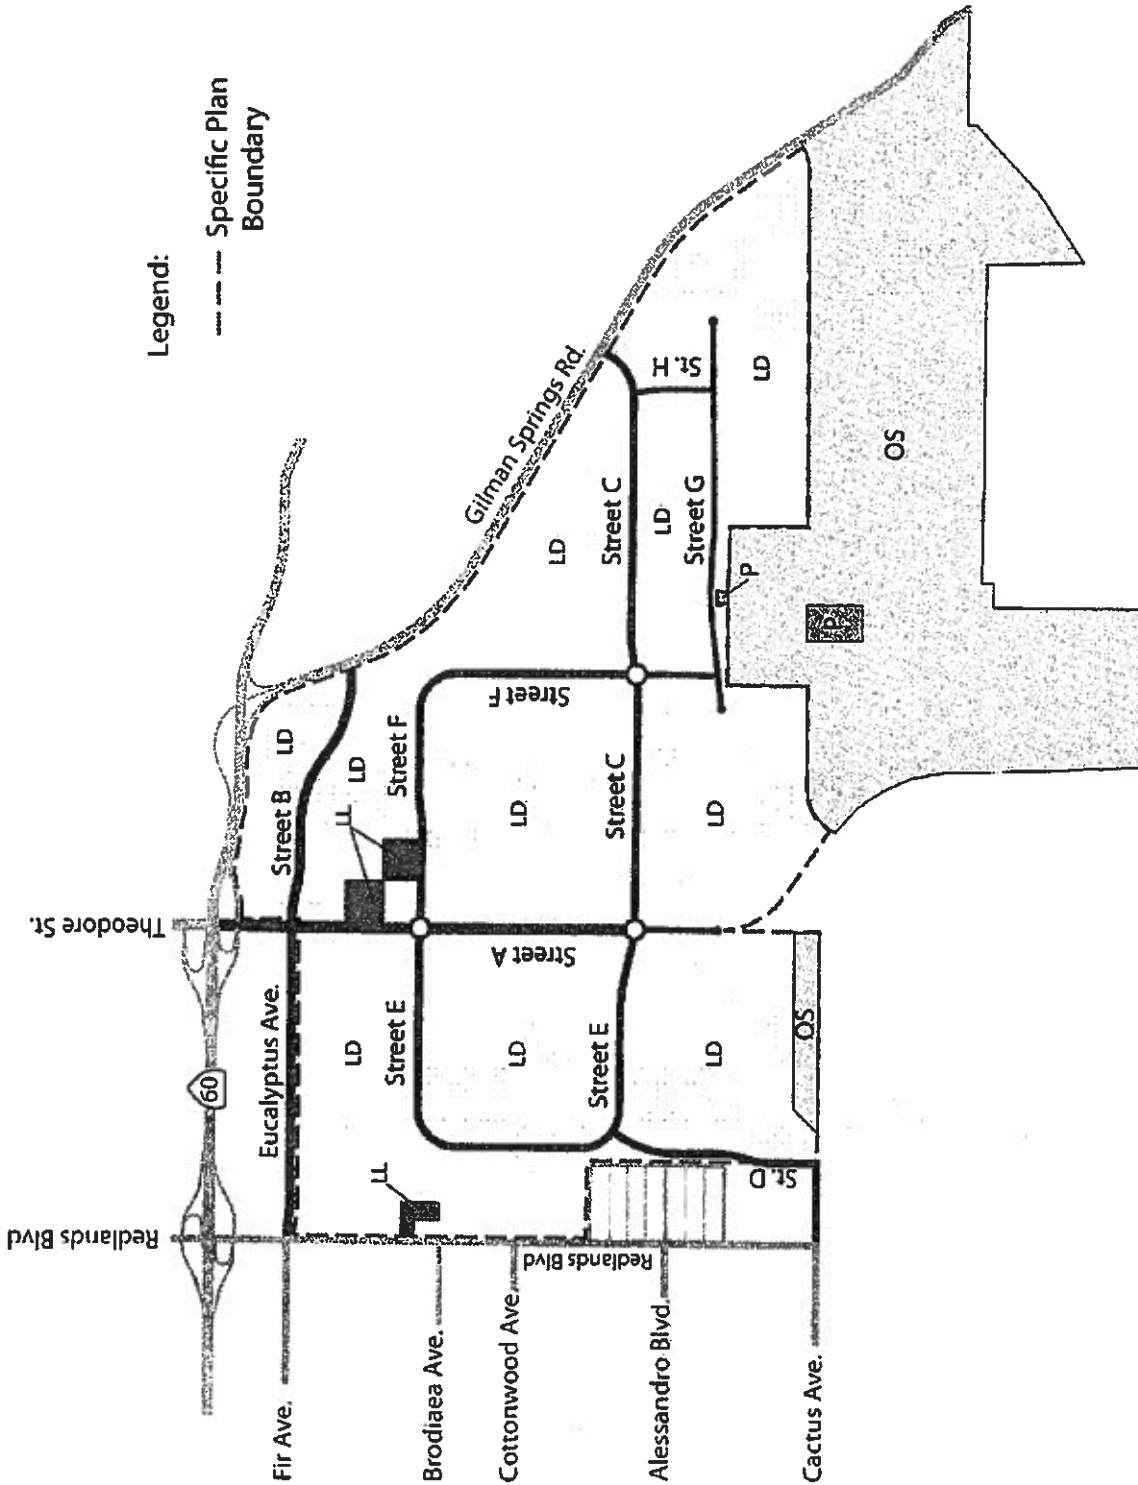 Legend:
Specific Plan
Boundary
Theodore St.
Redlands Blvd
60
Eucalyptus Ave.
Street B
LD
LD
LL
Street F
Gilman Springs Rd.
LD
Street E
LL
Street F
LD
LD
Street A
LD
Street C
LD
St. H
Street C
Street E
Street G
LD
LD
LD
LD
P
P
OS
OS
St. D
Redlands Blvd
Fir Ave.
Brodiaea Ave.
Cottonwood Ave.
Alessandro Blvd.
Cactus Ave.